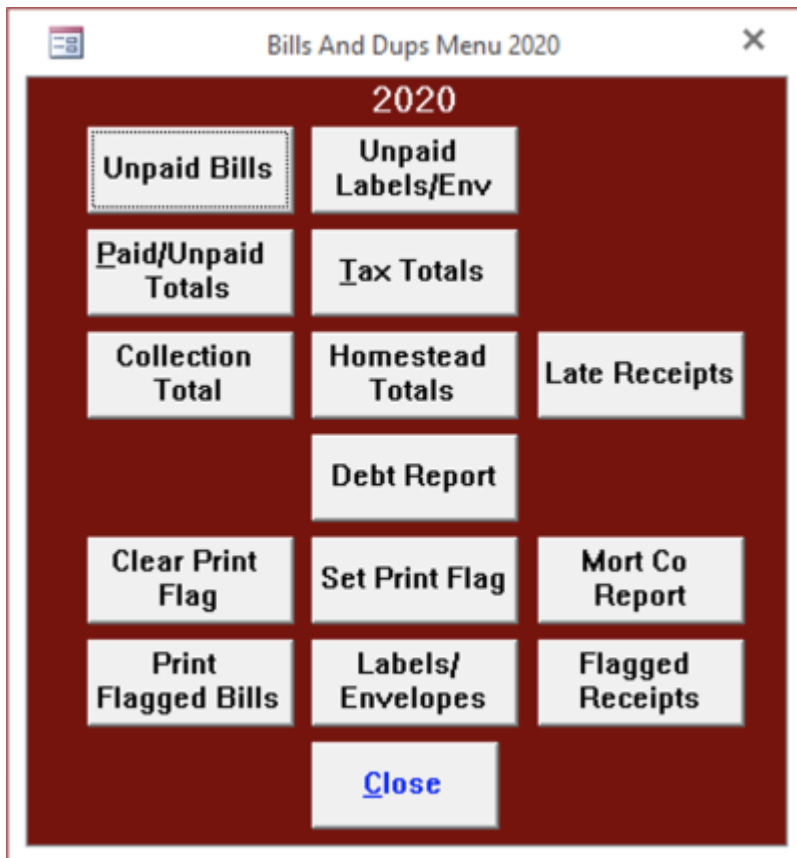 Bills And Dups Menu 2020
2020
Unpaid Bills
Unpaid
Labels/Env
Paid/Unpaid
Totals
Tax Totals
Collection
Total
Homestead
Totals
Late Receipts
Debt Report
Clear Print
Flag
Set Print Flag
Mort Co
Report
Print
Flagged Bills
Labels/
Envelopes
Flagged
Receipts
Close